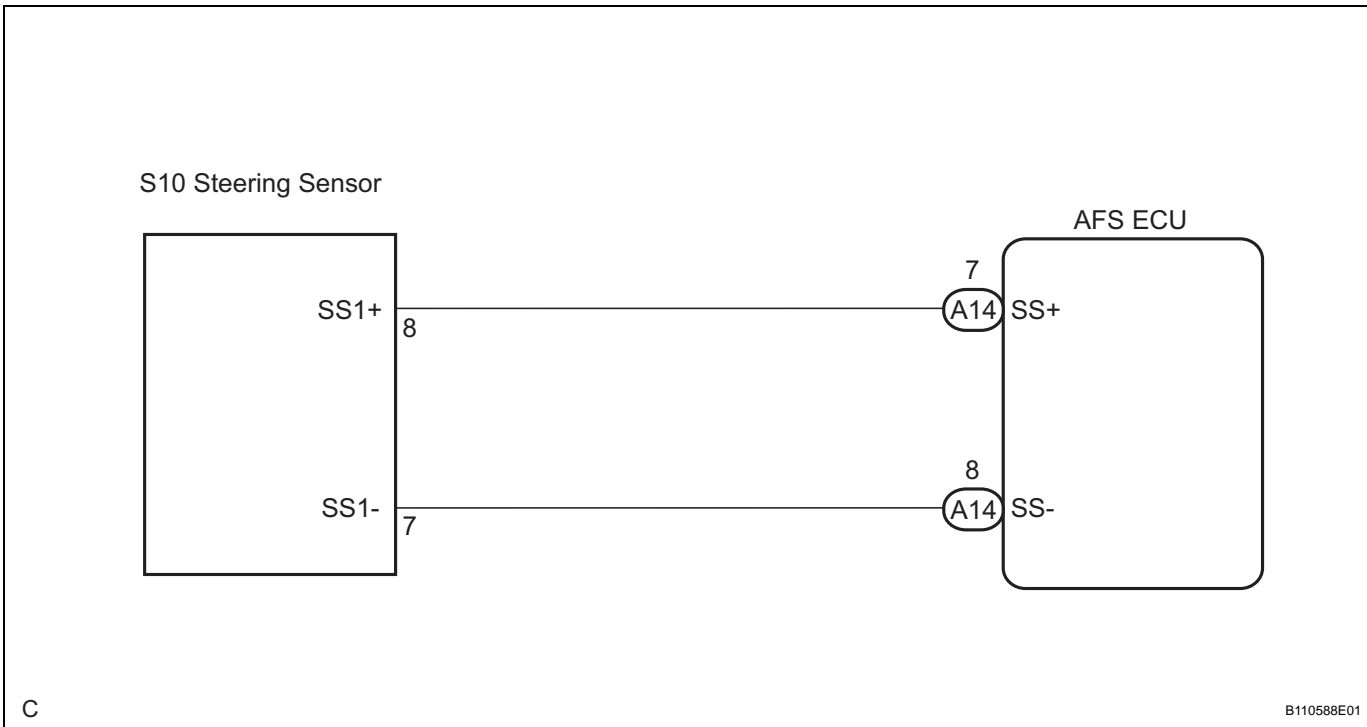 S10 Steering Sensor
AFS ECU
SS1+
8
7
A14
SS+
SS1-
7
8
A14
SS-
C
B110588E01